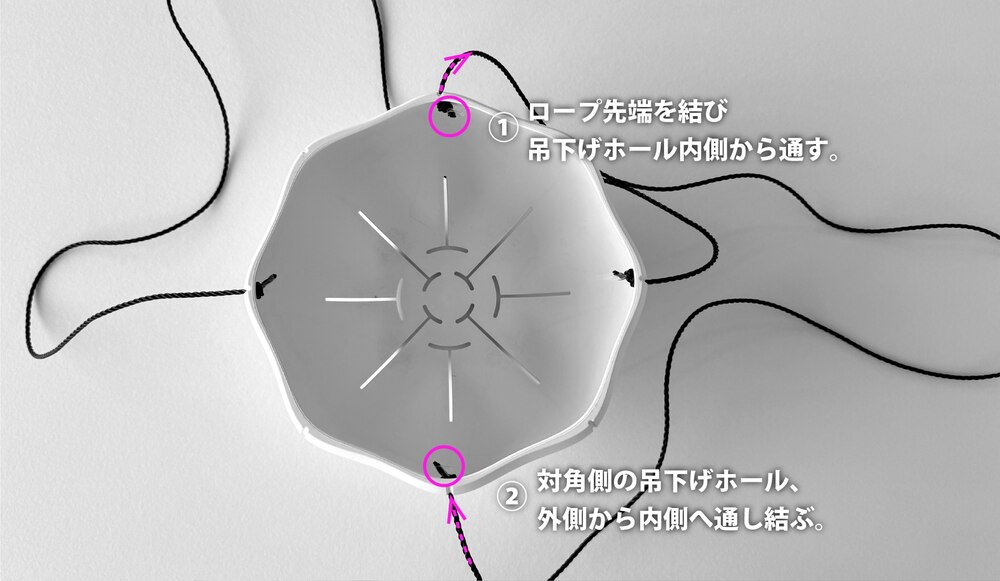 ① ロープ先端を結び
吊下げホール内側から通す。
② 対角側の吊下げホール、
外側から内側へ通し結ぶ。